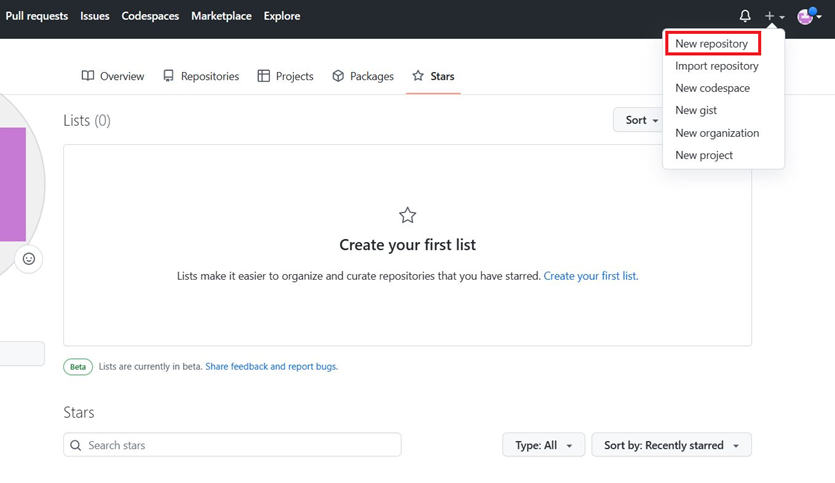 Pull requests Issues Codespaces Marketplace Explore
New repository
Import repository
New codespace
New gist
New organization
New project
Overview Repositories Projects Packages Stars
Lists (0)
Sort
Create your first list
Lists make it easier to organize and curate repositories that you have starred. Create your first list.
Beta Lists are currently in beta. Share feedback and report bugs.
Stars
Search stars Type: All Sort by: Recently starred